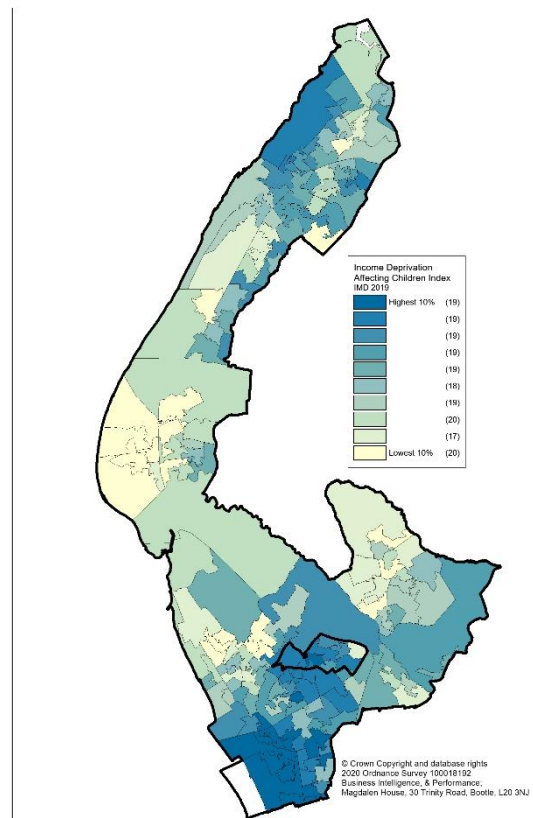 Income Deprivation
Affecting Children Index
IMD 2019
Highest 10% (19)
(19)
(19)
(19)
(19)
(18)
(19)
(20)
(17)
Lowest 10% (20)
© Crown Copyright and database rights
2020 Ordnance Survey 100018192
Business Intelligence, & Performance,
Magdalen House, 30 Trinity Road, Bootle, L20 3NJ